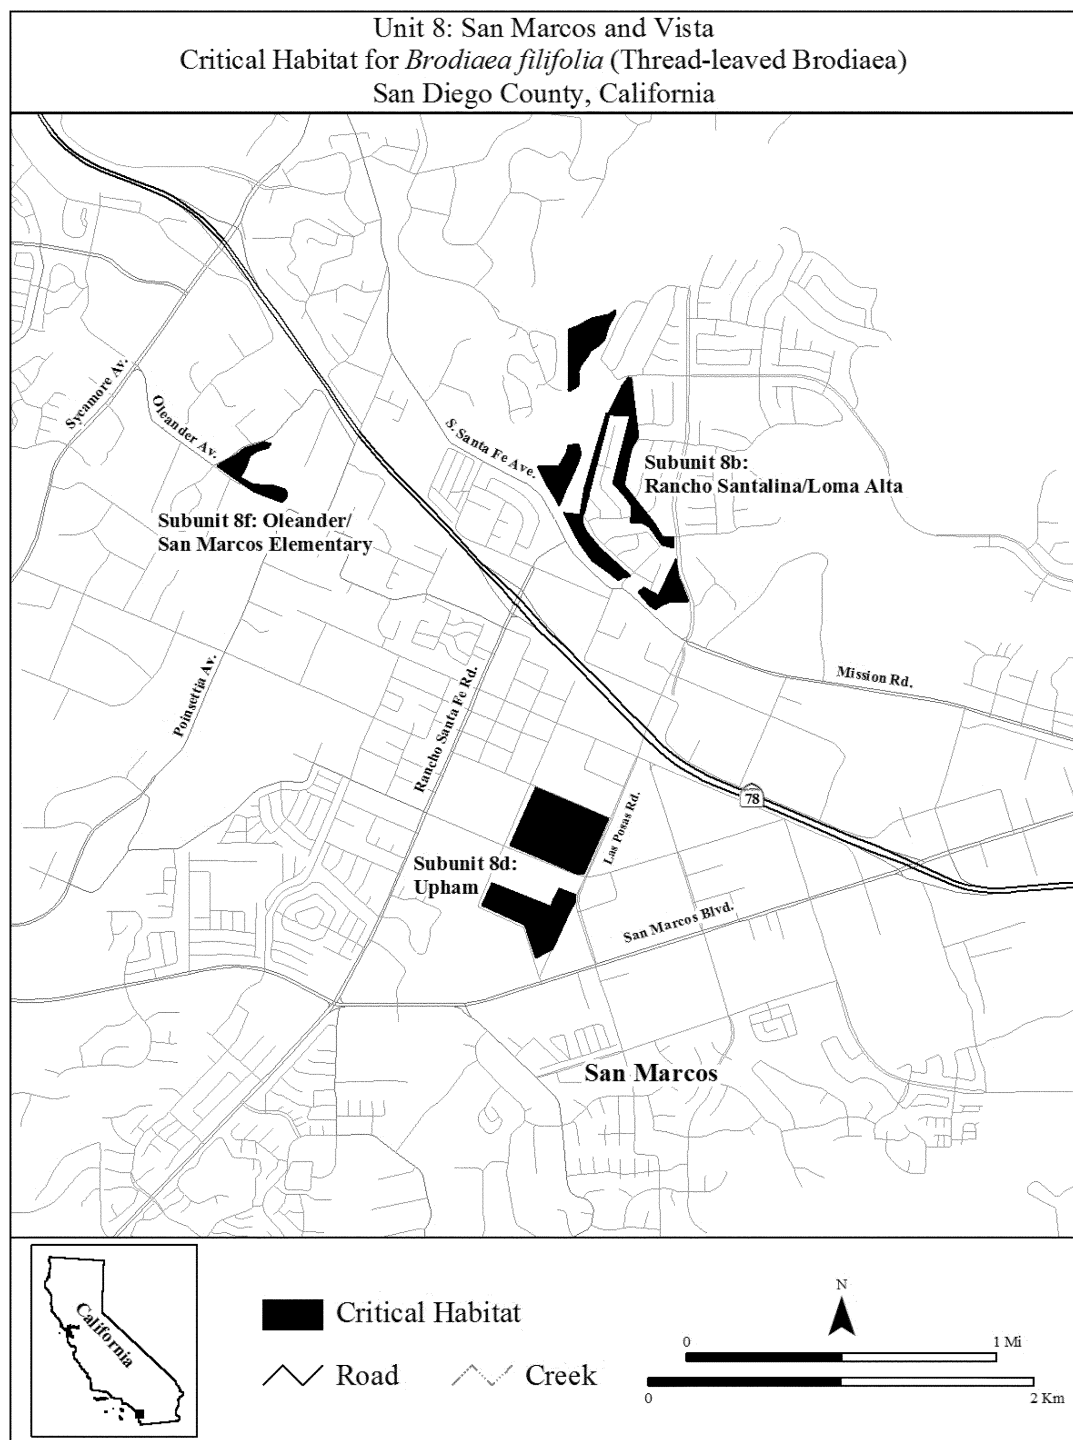 Unit 8: San Marcos and Vista
Critical Habitat for Brodiaea filifolia (Thread-leaved Brodiaea)
San Diego County, California
Sycamore Av.
Oleander Av.
S. Santa Fe Ave.
Subunit 8b:
Rancho Santalina/Loma Alta
Subunit 8f: Oleander/
San Marcos Elementary
Poinsettia Av.
Rancho Santa Fe Rd.
Mission Rd.
78
Las Posas Rd.
Subunit 8d:
Upham
San Marcos Blvd.
San Marcos
California
Critical Habitat
Road
Creek
N
0
1 Mi
0
2 Km